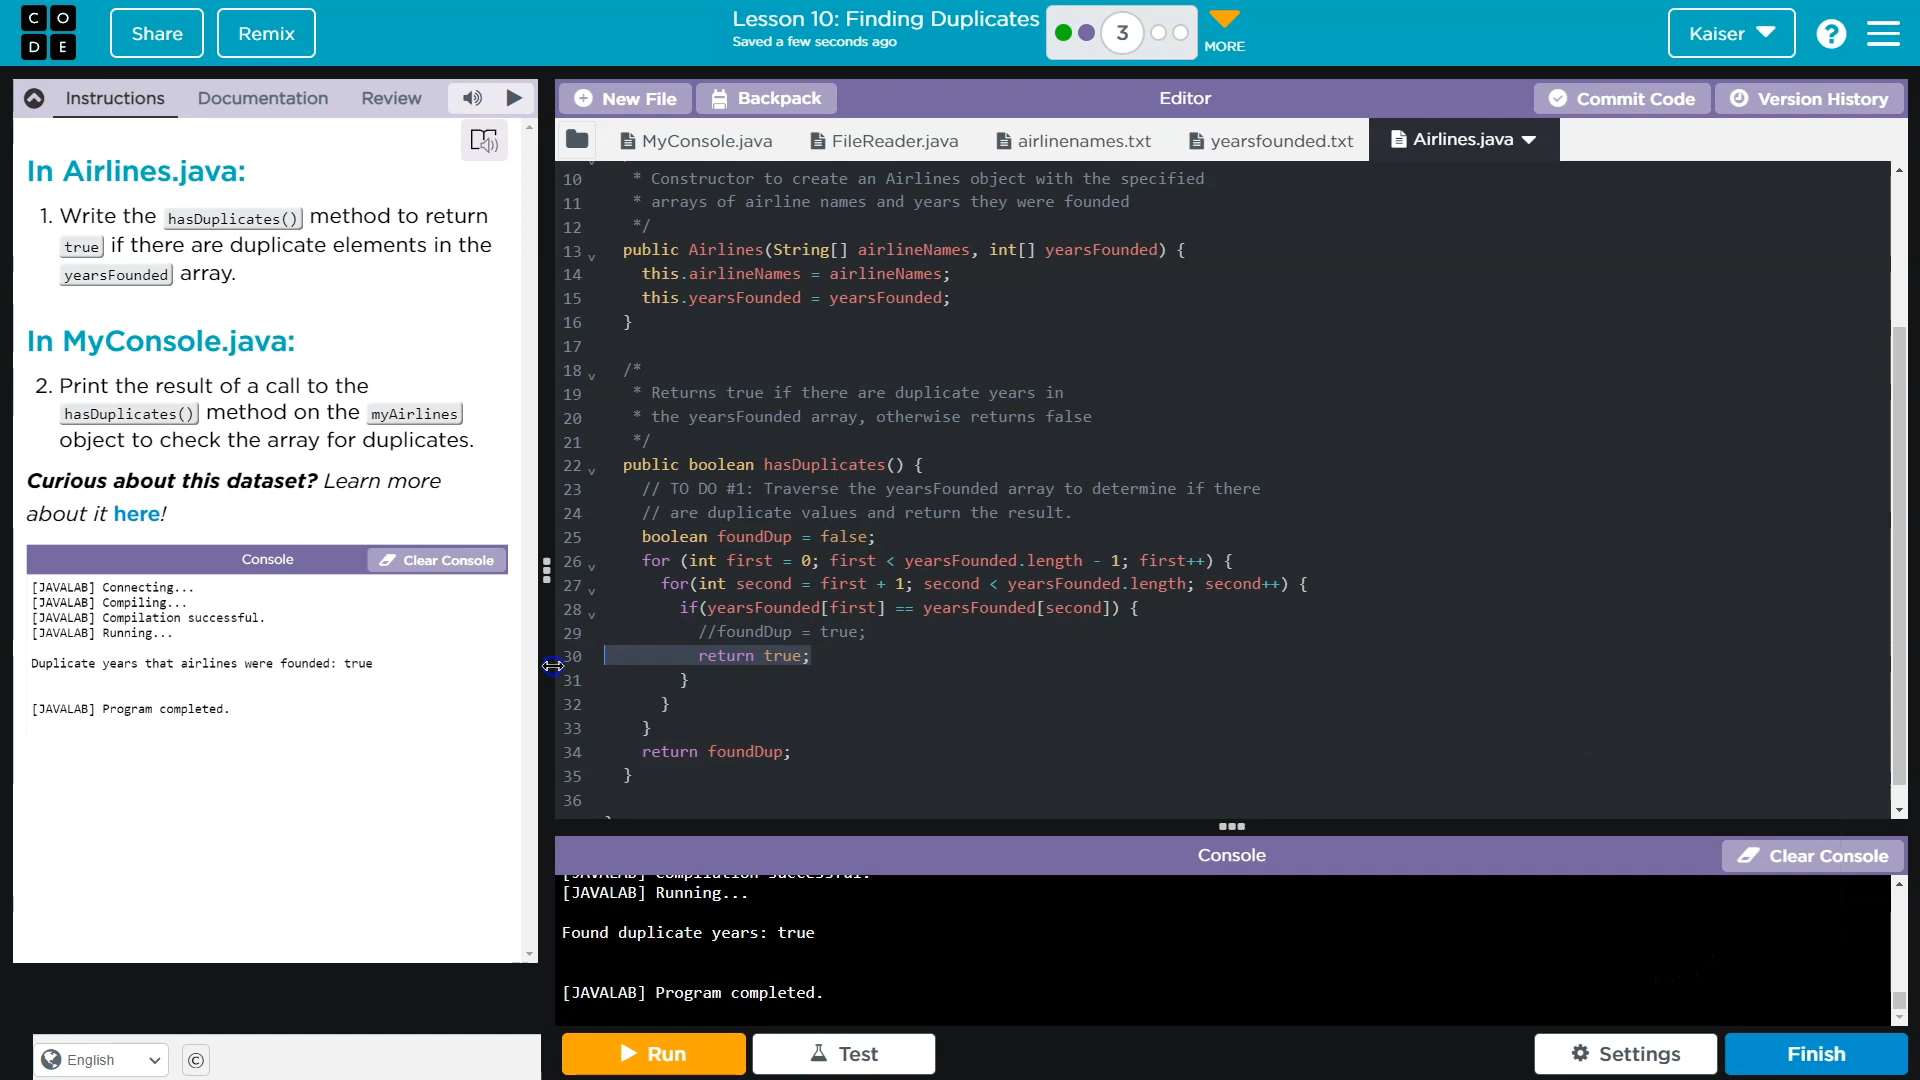 C O
D E
Share
Remix
Lesson 10: Finding Duplicates
Saved a few seconds ago
3
MORE
Kaiser
?
Instructions
Documentation
Review
In Airlines.java:
1. Write the hasDuplicates() method to return
true if there are duplicate elements in the
yearsFounded array.
In MyConsole.java:
2. Print the result of a call to the
hasDuplicates() method on the myAirlines
object to check the array for duplicates.
Curious about this dataset? Learn more
about it here!
Console
Clear Console
[JAVALAB] Connecting...
[JAVALAB] Compiling...
[JAVALAB] Compilation successful.
[JAVALAB] Running...
Duplicate years that airlines were founded: true
[JAVALAB] Program completed.
English
©
New File
Backpack
Editor
Commit Code
Version History
MyConsole.java
FileReader.java
airlinenames.txt
yearsfounded.txt
Airlines.java
10 * Constructor to create an Airlines object with the specified
11 * arrays of airline names and years they were founded
12 */
13 public Airlines(String[] airlineNames, int[] yearsFounded) {
14 this.airlineNames = airlineNames;
15 this.yearsFounded = yearsFounded;
16 }
17
18 /*
19 * Returns true if there are duplicate years in
20 * the yearsFounded array, otherwise returns false
21 */
22 public boolean hasDuplicates() {
23 // TO DO #1: Traverse the yearsFounded array to determine if there
24 // are duplicate values and return the result.
25 boolean foundDup = false;
26 for (int first = 0; first < yearsFounded.length - 1; first++) {
27 for(int second = first + 1; second < yearsFounded.length; second++) {
28 if(yearsFounded[first] == yearsFounded[second]) {
29 //foundDup = true;
30 return true;
31 }
32 }
33 }
34 return foundDup;
35 }
36
Console
Clear Console
[JAVALAB] Compilation successful.
[JAVALAB] Running...
Found duplicate years: true
[JAVALAB] Program completed.
Run
Test
Settings
Finish